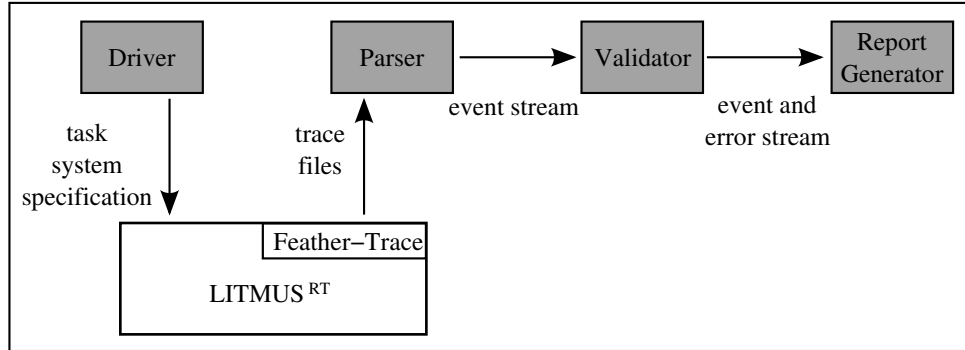 Driver
Parser
Validator
Report
Generator
task
system
specification
trace
files
event stream
event and
error stream
Feather−Trace
LITMUS RT